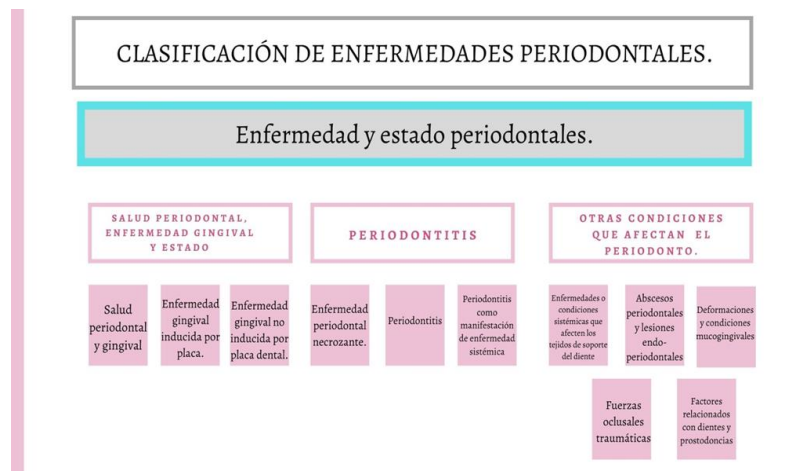 CLASIFICACIÓN DE ENFERMEDADES PERIODONTALES.
Enfermedad y estado periodontales.
SALUD PERIODONTAL,
ENFERMEDAD GINGIVAL
Y ESTADO
PERIODONTITIS
OTRAS CONDICIONES
QUE AFECTAN EL
PERIODONTO.
Salud
periodontal
y gingival
Enfermedad
gingival
inducida por
placa.
Enfermedad
gingival no
inducida por
placa dental.
Enfermedad
periodontal
necrozante.
Periodontitis
Periodontitis
como
manifestación
de enfermedad
sistémica
Enfermedades o
condiciones
sistémicas que
afecten los
tejidos de soporte
del diente
Abscesos
periodontales
y lesiones
endo-
periodontales
Deformaciones
y condiciones
mucogingivales
Fuerzas
oclusales
traumáticas
Factores
relacionados
con dientes y
prostodoncias